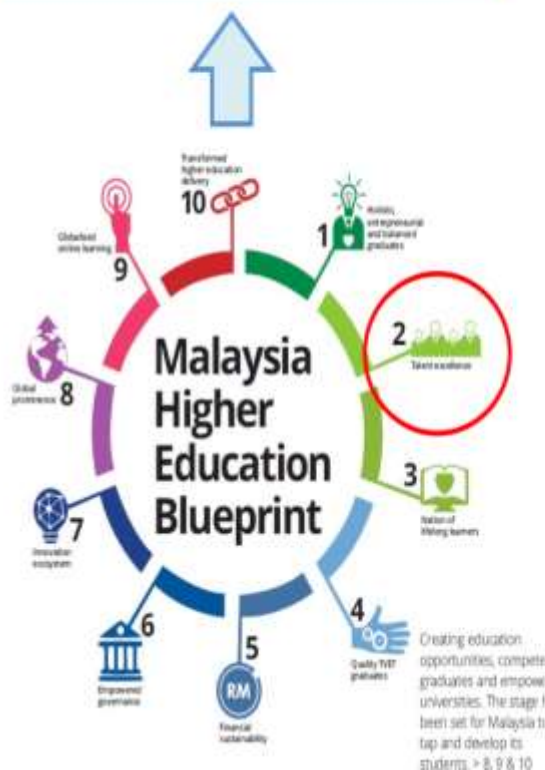 Malaysia
Higher
Education
Blueprint
1
Holistic,
entrepreneurial
and balanced
graduates
2
Talent excellence
3
Nation of
lifelong learners
4
Quality TVET
graduates
5
RM
Financial
sustainability
6
Empowered
governance
7
Innovation
ecosystem
8
Global
prominence
9
Globalised
online learning
10
Transformed
higher education
delivery
Creating education
opportunities, compete
graduates and empowe
universities. The stage h
been set for Malaysia to
tap and develop its
students. > 8, 9 & 10